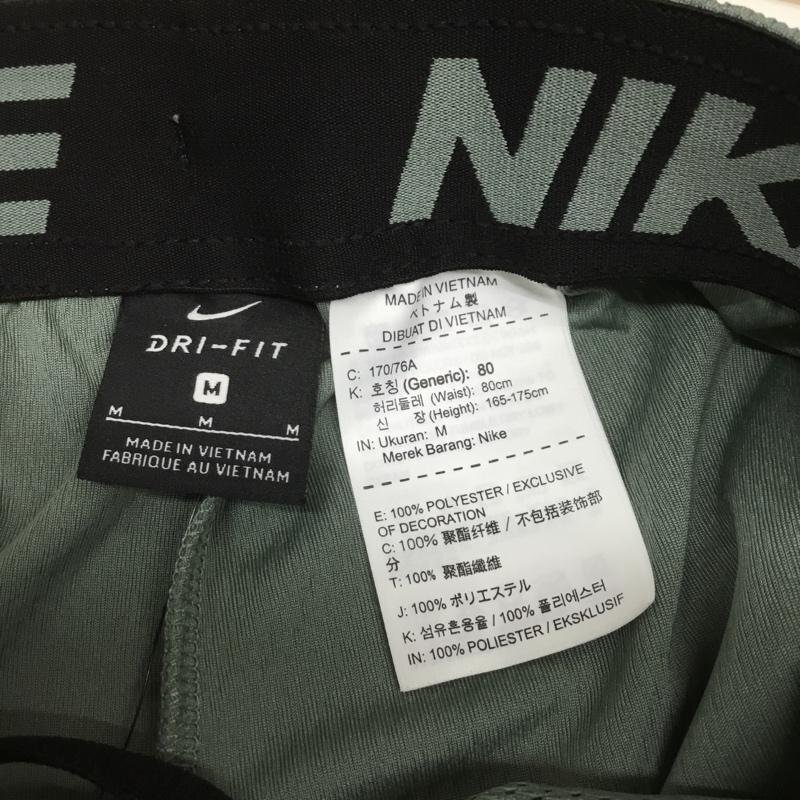 E
NIK
DRI-FIT
M
M M M
MADE IN VIETNAM
FABRIQUE AU VIETNAM
MADE IN VIETNAM
ベトナム製
DIBUAT DI VIETNAM
C: 170/76A
K: 호칭 (Generic): 80
허리둘레 (Waist): 80cm
신 장 (Height): 165-175cm
IN: Ukuran: M
Merek Barang: Nike
E: 100% POLYESTER / EXCLUSIVE
OF DECORATION
C: 100% 聚酯纤维 / 不包括装饰部
分
T: 100% 聚酯纖維
J: 100% ポリエステル
K: 섬유혼용율 / 100% 폴리에스터
IN: 100% POLIESTER / EKSKLUSIF